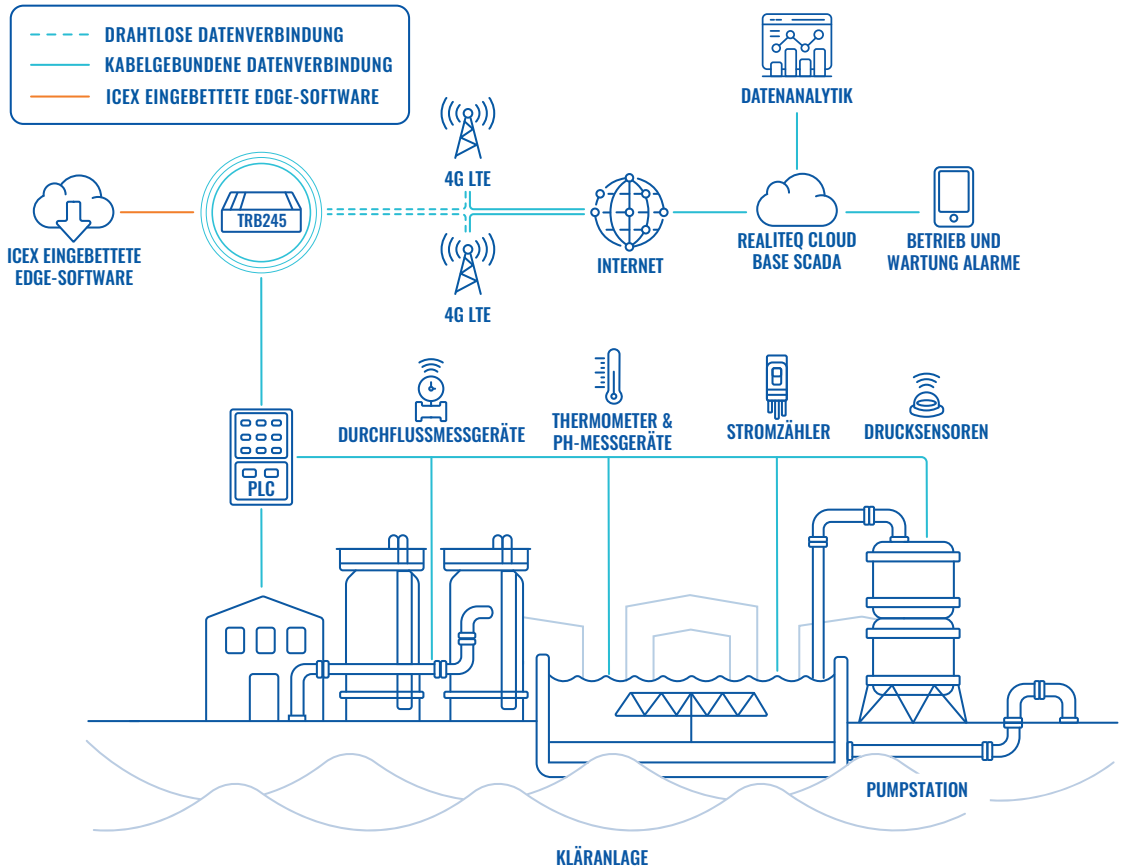 DRAHTLOSE DATENVERBINDUNG
KABELGEBUNDENE DATENVERBINDUNG
ICEX EINGEBETTETE EDGE-SOFTWARE
DATENANALYTIK
4G LTE
TRB245
ICEX EINGEBETTETE
EDGE-SOFTWARE
INTERNET
REALITEQ CLOUD
BASE SCADA
BETRIEB UND
WARTUNG ALARME
4G LTE
DURCHFLUSSMESSGERÄTE
THERMOMETER &
PH-MESSGERÄTE
STROMZÄHLER
DRUCKSENSOREN
PLC
PUMPSTATION
KLÄRANLAGE